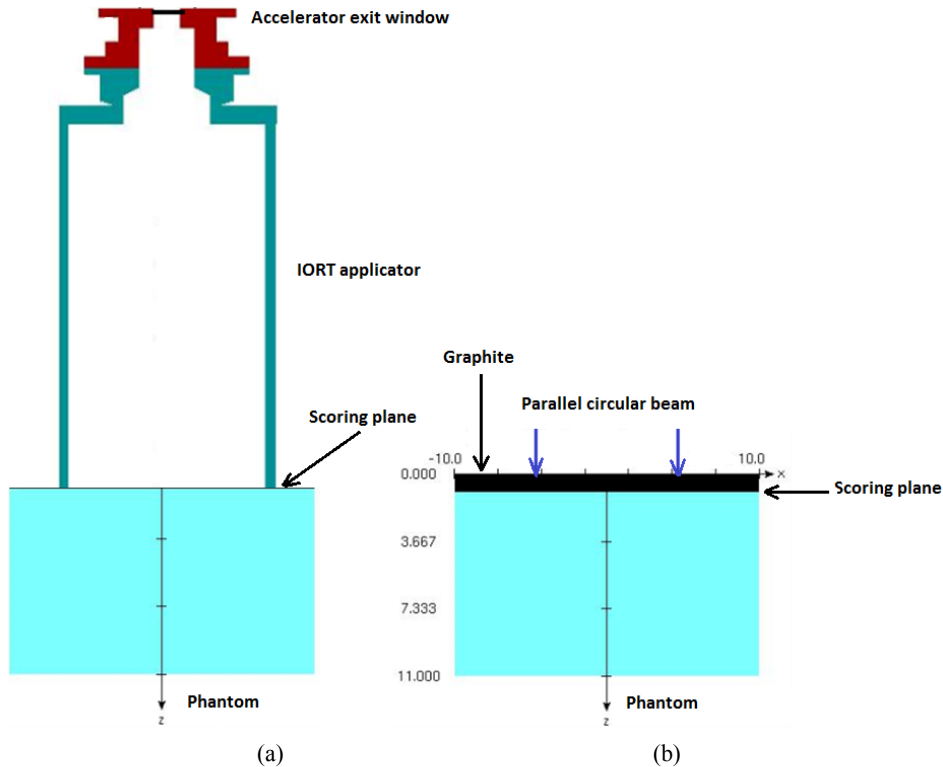 Accelerator exit window
IORT applicator
Scoring plane
Phantom
z
(a)
Graphite
Parallel circular beam
-10.0
10.0
0.000
x
Scoring plane
3.667
7.333
11.000
Phantom
z
(b)